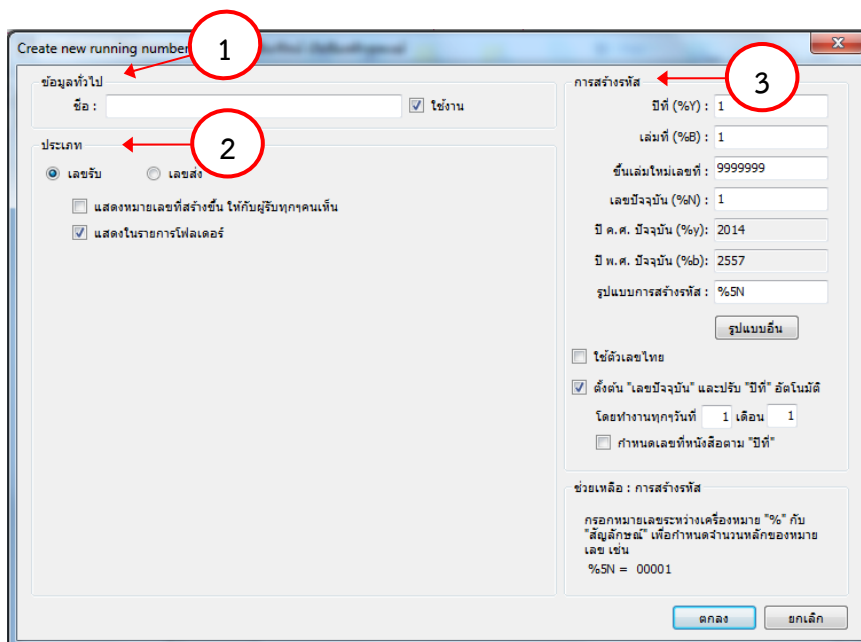 Create new running number
1
2
3
ข้อมูลทั่วไป
ชื่อ :
ใช้งาน
ประเภท
เลขรับ
เลขส่ง
แสดงหมายเลขที่สร้างขึ้น ให้กับผู้รับทุกๆคนเห็น
แสดงในรายการโฟลเดอร์
การสร้างรหัส
ปีที่ (%Y) : 1
เล่มที่ (%B) : 1
ขึ้นเล่มใหม่เลขที่ : 9999999
เลขปัจจุบัน (%N) : 1
ปี ค.ศ. ปัจจุบัน (%y): 2014
ปี พ.ศ. ปัจจุบัน (%b): 2557
รูปแบบการสร้างรหัส : %5N
รูปแบบอื่น
ใช้ตัวเลขไทย
ตั้งต้น "เลขปัจจุบัน" และปรับ "ปีที่" อัตโนมัติ
โดยทำงานทุกๆวันที่ 1 เดือน 1
กำหนดเลขที่หนังสือตาม "ปีที่"
ช่วยเหลือ : การสร้างรหัส
กรอกหมายเลขระหว่างเครื่องหมาย "%" กับ
"สัญลักษณ์" เพื่อกำหนดจำนวนหลักของหมาย
เลข เช่น
%5N = 00001
ตกลง
ยกเลิก